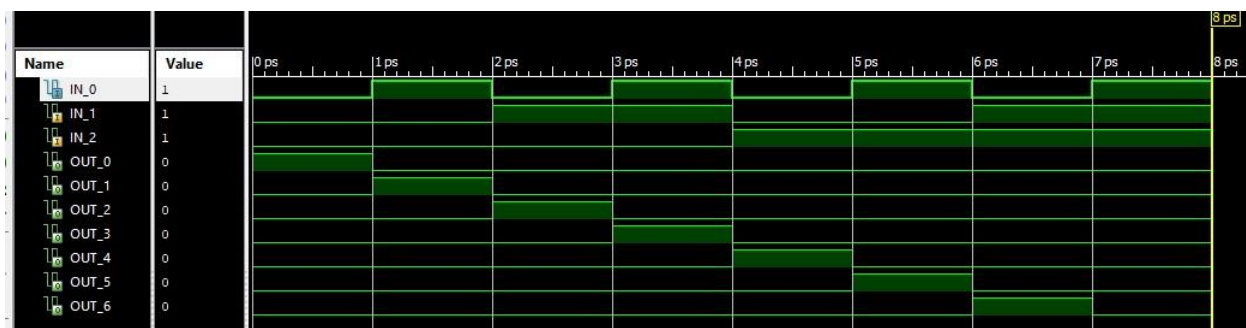 8 ps
Name Value 0 ps 1 ps 2 ps 3 ps 4 ps 5 ps 6 ps 7 ps 8 ps
IN_0 1
IN_1 1
IN_2 1
OUT_0 0
OUT_1 0
OUT_2 0
OUT_3 0
OUT_4 0
OUT_5 0
OUT_6 0